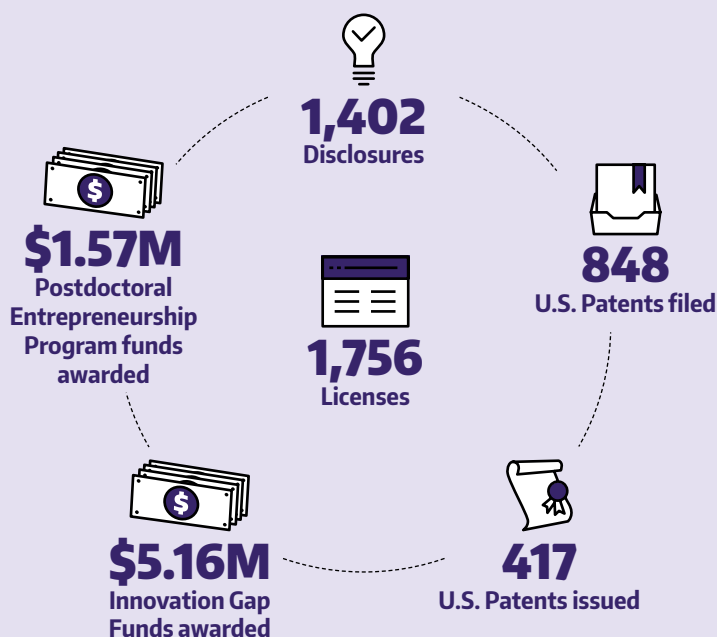 1,402
Disclosures
848
U.S. Patents filed
417
U.S. Patents issued
$
$5.16M
Innovation Gap
Funds awarded
$
$1.57M
Postdoctoral
Entrepreneurship
Program funds
awarded
1,756
Licenses